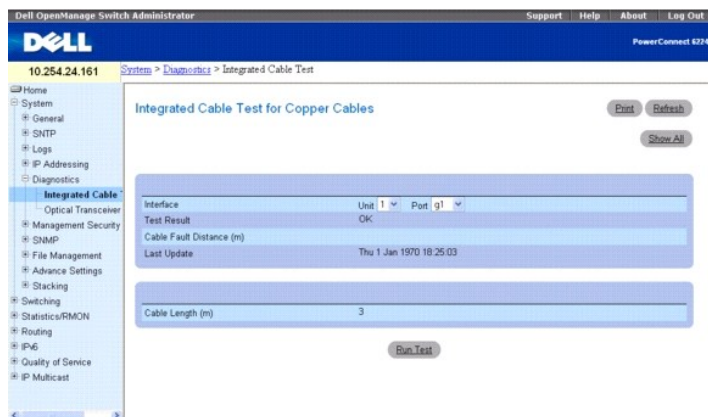 Dell OpenManage Switch Administrator
Support Help About Log Out
DELL
PowerConnect 6224
10.254.24.161
System > Diagnostics > Integrated Cable Test
Home
System
General
SNTP
Logs
IP Addressing
Diagnostics
Integrated Cable
Optical Transceiver
Management Security
SNMP
File Management
Advance Settings
Stacking
Switching
Statistics/RMON
Routing
IPv6
Quality of Service
IP Multicast
Integrated Cable Test for Copper Cables
Print Refresh
Show All
Interface Unit 1 Port g1
Test Result OK
Cable Fault Distance (m)
Last Update Thu 1 Jan 1970 18:25:03
Cable Length (m) 3
Run Test